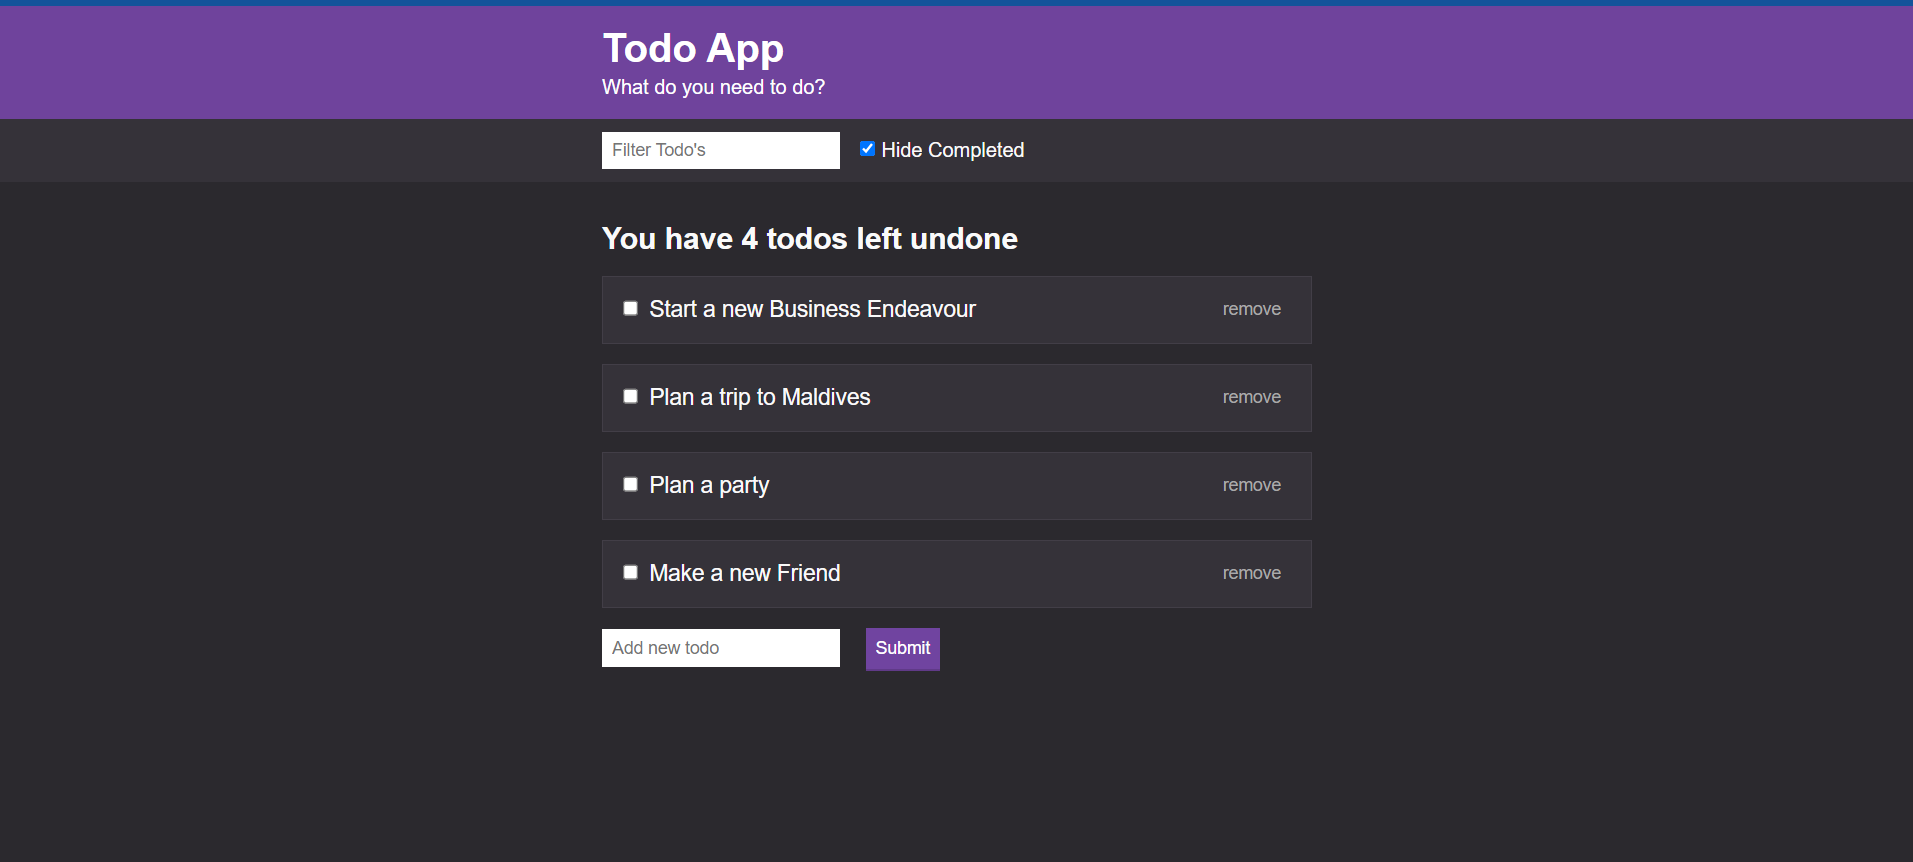 Todo App
What do you need to do?
Filter Todo's Hide Completed
You have 4 todos left undone
Start a new Business Endeavour remove
Plan a trip to Maldives remove
Plan a party remove
Make a new Friend remove
Add new todo Submit